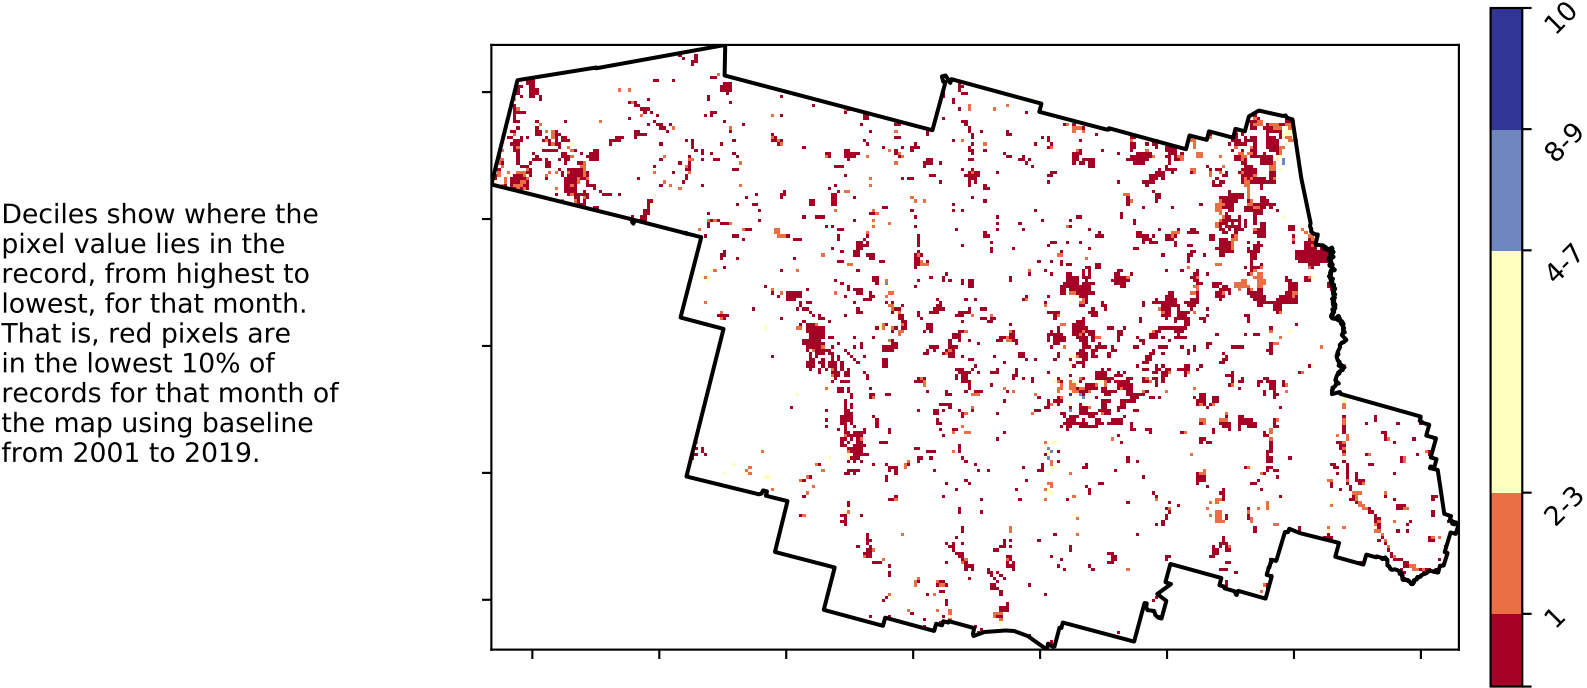 Deciles show where the
pixel value lies in the
record, from highest to
lowest, for that month.
That is, red pixels are
in the lowest 10% of
records for that month of
the map using baseline
from 2001 to 2019.
10
8-9
4-7
2-3
1